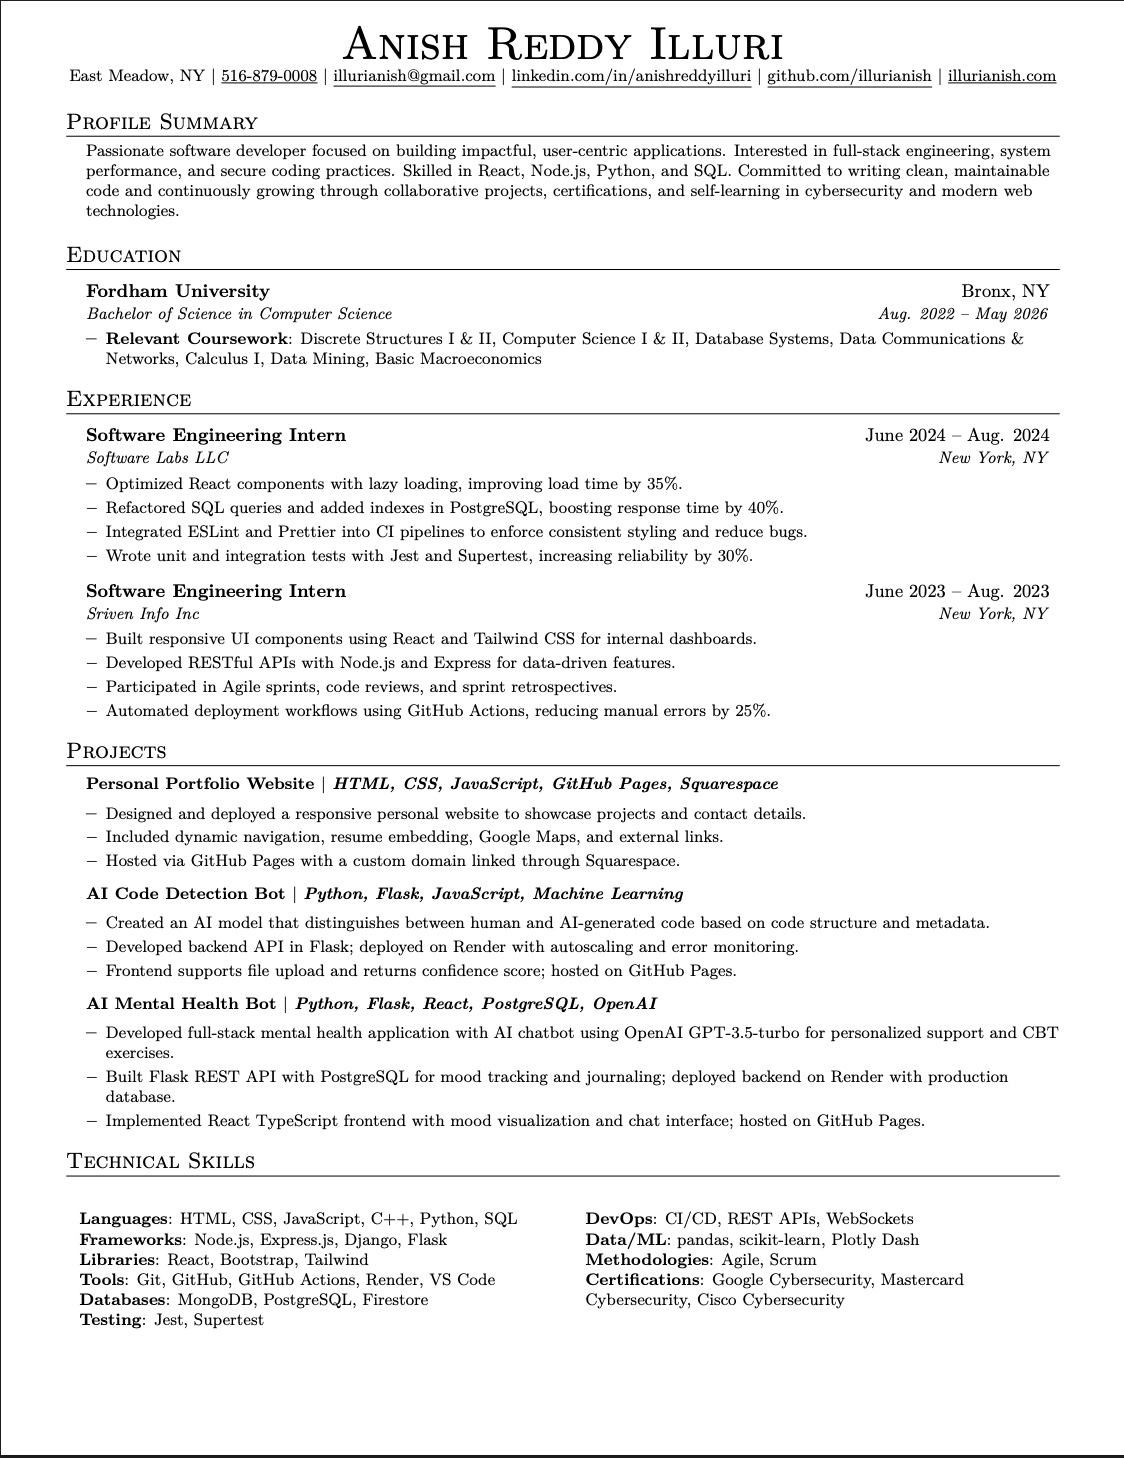 Anish Reddy Illuri
East Meadow, NY | 516-879-0008 | illurianish@gmail.com | linkedin.com/in/anishreddyilluri | github.com/illurianish | illurianish.com
Profile Summary
Passionate software developer focused on building impactful, user-centric applications. Interested in full-stack engineering, system
performance, and secure coding practices. Skilled in React, Node.js, Python, and SQL. Committed to writing clean, maintainable
code and continuously growing through collaborative projects, certifications, and self-learning in cybersecurity and modern web
technologies.
Education
Fordham University Bronx, NY
Bachelor of Science in Computer Science Aug. 2022 – May 2026
– Relevant Coursework: Discrete Structures I & II, Computer Science I & II, Database Systems, Data Communications &
Networks, Calculus I, Data Mining, Basic Macroeconomics
Experience
Software Engineering Intern June 2024 – Aug. 2024
Software Labs LLC New York, NY
– Optimized React components with lazy loading, improving load time by 35%.
– Refactored SQL queries and added indexes in PostgreSQL, boosting response time by 40%.
– Integrated ESLint and Prettier into CI pipelines to enforce consistent styling and reduce bugs.
– Wrote unit and integration tests with Jest and Supertest, increasing reliability by 30%.
Software Engineering Intern June 2023 – Aug. 2023
Sriven Info Inc New York, NY
– Built responsive UI components using React and Tailwind CSS for internal dashboards.
– Developed RESTful APIs with Node.js and Express for data-driven features.
– Participated in Agile sprints, code reviews, and sprint retrospectives.
– Automated deployment workflows using GitHub Actions, reducing manual errors by 25%.
Projects
Personal Portfolio Website | HTML, CSS, JavaScript, GitHub Pages, Squarespace
– Designed and deployed a responsive personal website to showcase projects and contact details.
– Included dynamic navigation, resume embedding, Google Maps, and external links.
– Hosted via GitHub Pages with a custom domain linked through Squarespace.
AI Code Detection Bot | Python, Flask, JavaScript, Machine Learning
– Created an AI model that distinguishes between human and AI-generated code based on code structure and metadata.
– Developed backend API in Flask; deployed on Render with autoscaling and error monitoring.
– Frontend supports file upload and returns confidence score; hosted on GitHub Pages.
AI Mental Health Bot | Python, Flask, React, PostgreSQL, OpenAI
– Developed full-stack mental health application with AI chatbot using OpenAI GPT-3.5-turbo for personalized support and CBT
exercises.
– Built Flask REST API with PostgreSQL for mood tracking and journaling; deployed backend on Render with production
database.
– Implemented React TypeScript frontend with mood visualization and chat interface; hosted on GitHub Pages.
Technical Skills
Languages: HTML, CSS, JavaScript, C++, Python, SQL
Frameworks: Node.js, Express.js, Django, Flask
Libraries: React, Bootstrap, Tailwind
Tools: Git, GitHub, GitHub Actions, Render, VS Code
Databases: MongoDB, PostgreSQL, Firestore
Testing: Jest, Supertest
DevOps: CI/CD, REST APIs, WebSockets
Data/ML: pandas, scikit-learn, Plotly Dash
Methodologies: Agile, Scrum
Certifications: Google Cybersecurity, Mastercard
Cybersecurity, Cisco Cybersecurity